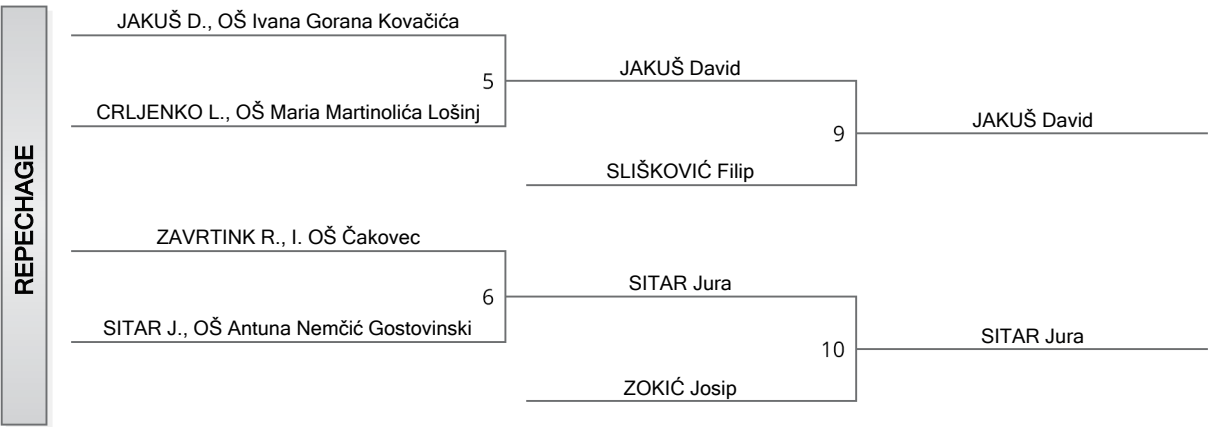 REPECHAGE
JAKUŠ D., OŠ Ivana Gorana Kovačića
5
JAKUŠ David
CRLJENKO L., OŠ Maria Martinolića Lošinj
9
JAKUŠ David
SLIŠKOVIĆ Filip
ZAVRTINK R., I. OŠ Čakovec
6
SITAR Jura
SITAR J., OŠ Antuna Nemčić Gostovinski
10
SITAR Jura
ZOKIĆ Josip